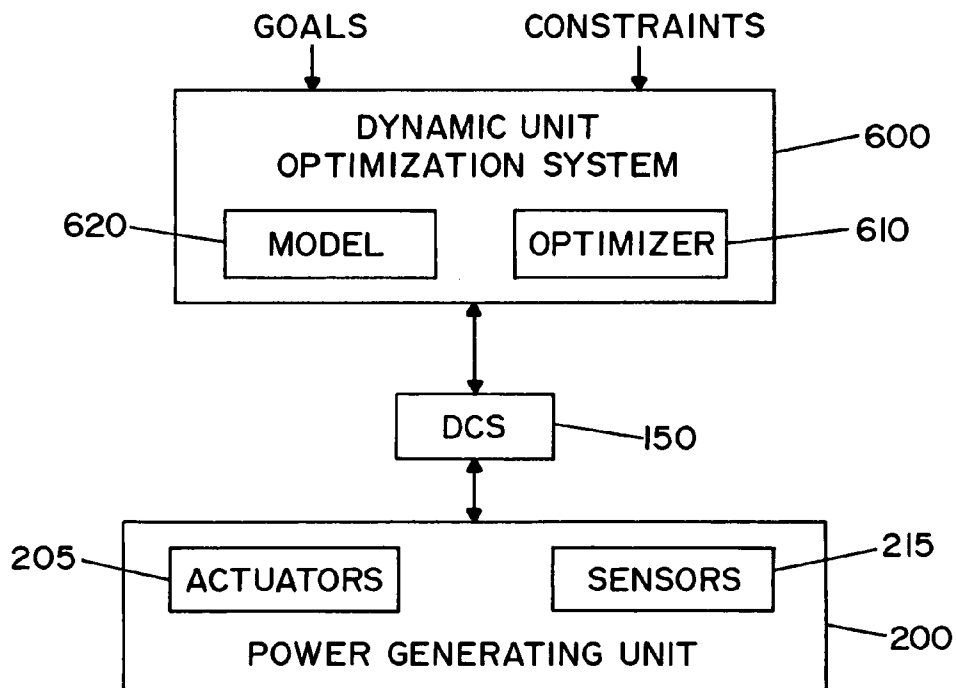 GOALS CONSTRAINTS
DYNAMIC UNIT
OPTIMIZATION SYSTEM
600
620
MODEL
OPTIMIZER
610
DCS
150
205
ACTUATORS
SENSORS
215
POWER GENERATING UNIT
200